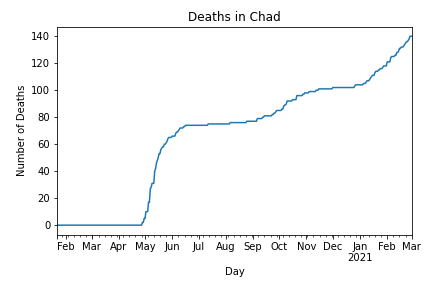 Deaths in Chad
140
120
100
80
60
40
20
0
Number of Deaths
Feb Mar Apr May Jun Jul Aug Sep Oct Nov Dec Jan Feb Mar
2021
Day